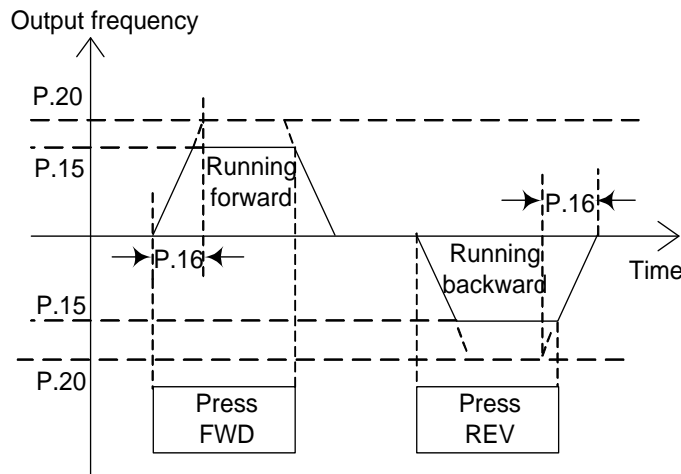 Output frequency
P.20
P.15
Running
forward
P.16
P.16
Time
Running
backward
P.15
P.20
Press
FWD
Press
REV